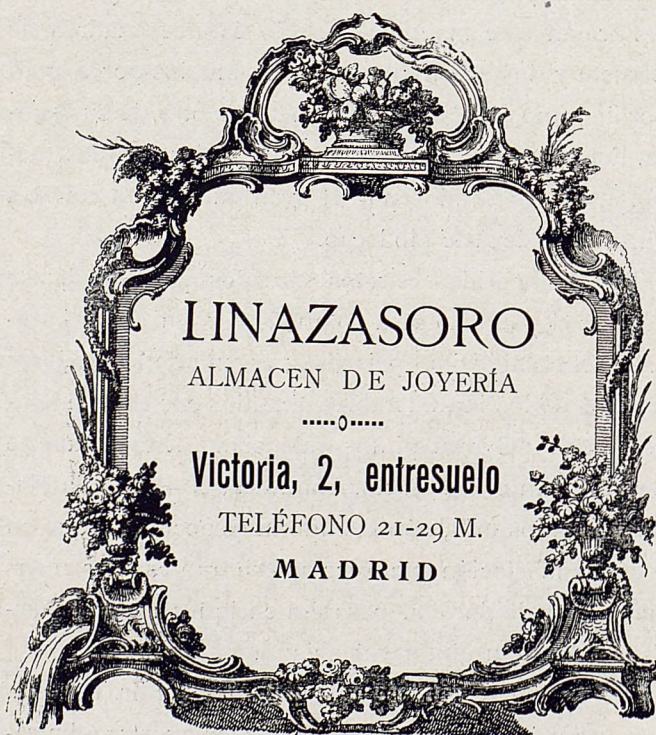 LINAZASORO
ALMACEN DE JOYERÍA
Victoria, 2, entresuelo
TELÉFONO 21-29 M.
MADRID